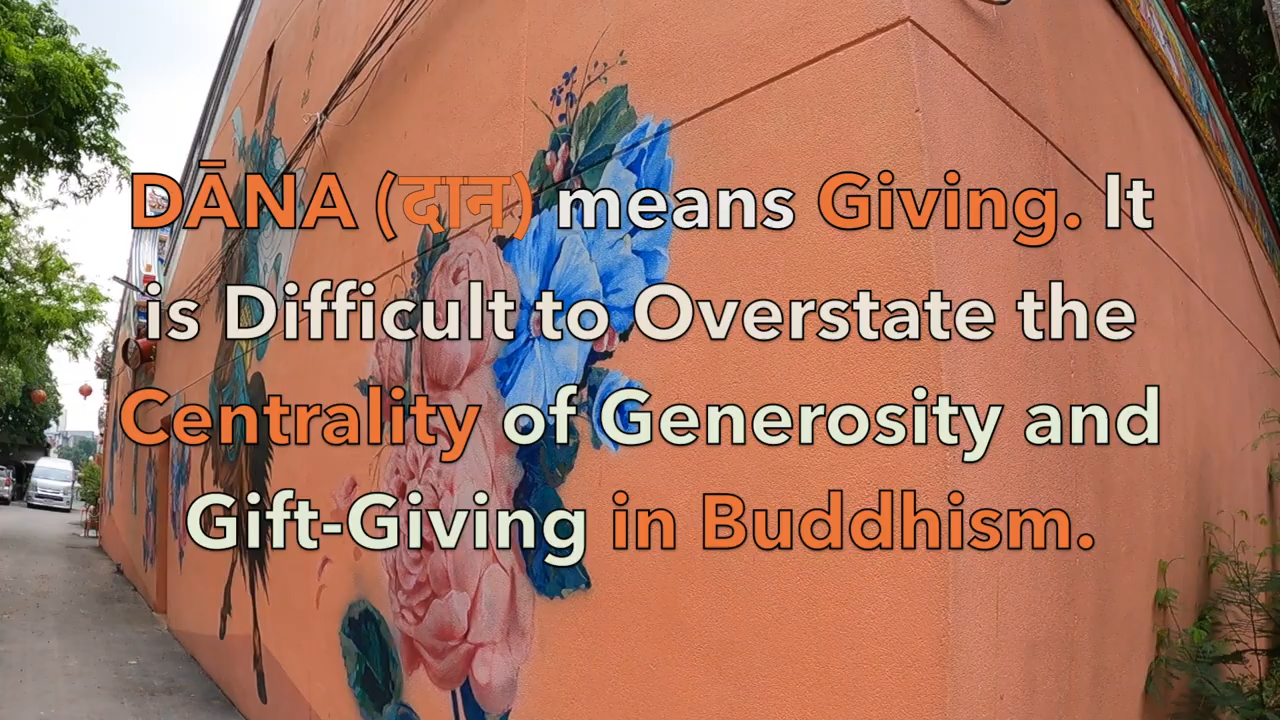 DĀNA (दान) means Giving. It
is Difficult to Overstate the
Centrality of Generosity and
Gift-Giving in Buddhism.